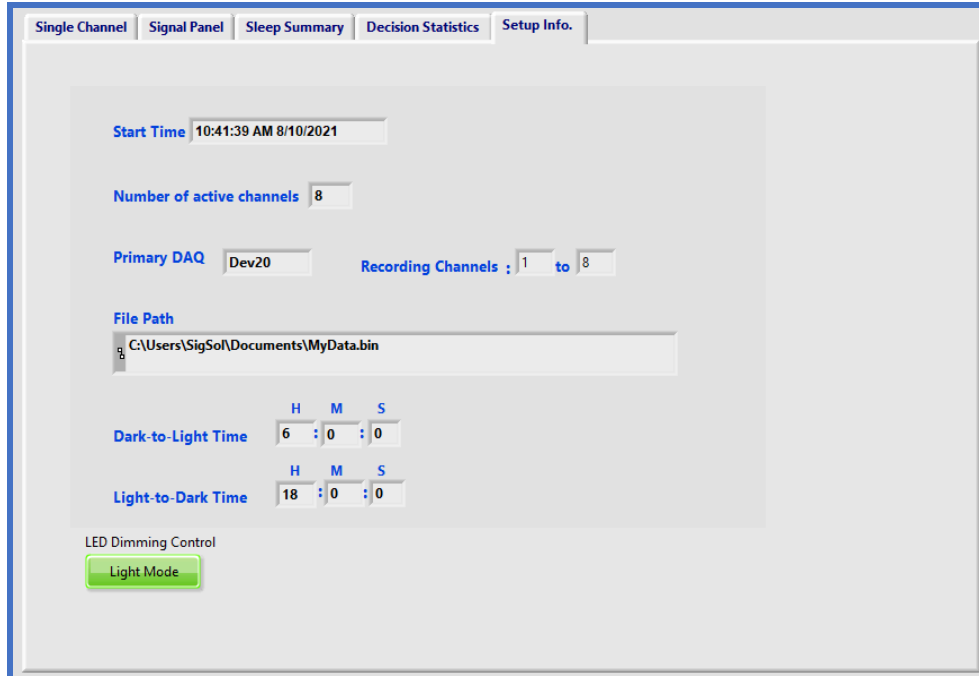 Single Channel Signal Panel Sleep Summary Decision Statistics Setup Info.
Start Time 10:41:39 AM 8/10/2021
Number of active channels 8
Primary DAQ Dev20 Recording Channels : 1 to 8
File Path
C:\Users\SigSol\Documents\MyData.bin
H M S
Dark-to-Light Time 6 : 0 : 0
H M S
Light-to-Dark Time 18 : 0 : 0
LED Dimming Control
Light Mode